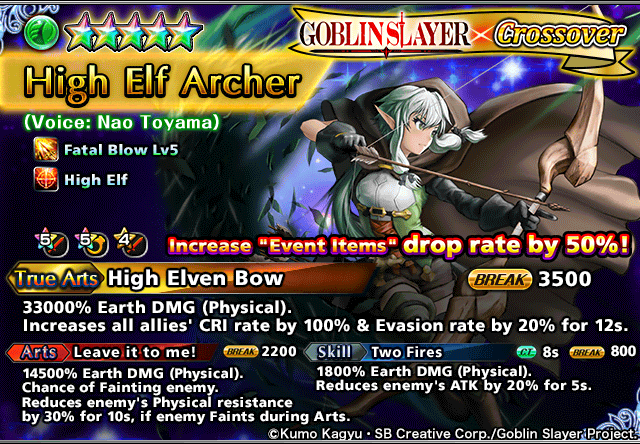 GOBLIN SLAYER × Crossover
High Elf Archer
(Voice: Nao Toyama)
Fatal Blow Lv5
High Elf
5 5 4
Increase "Event Items" drop rate by 50%!
True Arts High Elven Bow BREAK 3500
33000% Earth DMG (Physical).
Increases all allies' CRI rate by 100% & Evasion rate by 20% for 12s.
Arts Leave it to me! BREAK 2200
14500% Earth DMG (Physical).
Chance of Fainting enemy.
Reduces enemy's Physical resistance
by 30% for 10s, if enemy Faints during Arts.
Skill Two Fires C.T. 8s BREAK 800
1800% Earth DMG (Physical).
Reduces enemy's ATK by 20% for 5s.
©Kumo Kagyu・SB Creative Corp./Goblin Slayer Project.